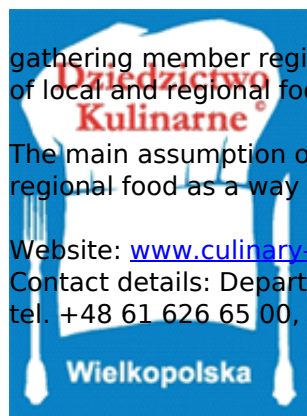 gathering member regi
Dziedzictwo
of local and regional foo
Kulinarne ©
The main assumption o
regional food as a way
Website: www.culinary-
Contact details: Depart
tel. +48 61 626 65 00,
Wielkopolska